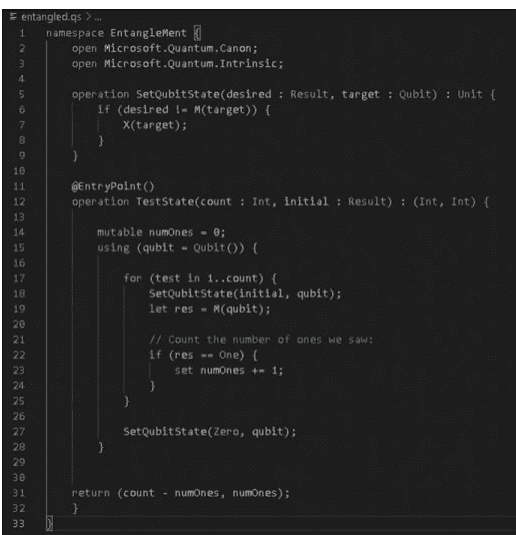 entangled.qs > ...
1 namespace EntangleMent {
2     open Microsoft.Quantum.Canon;
3     open Microsoft.Quantum.Intrinsic;
4
5     operation SetQubitState(desired : Result, target : Qubit) : Unit {
6         if (desired != M(target)) {
7             X(target);
8         }
9     }
10
11     @EntryPoint()
12     operation TestState(count : Int, initial : Result) : (Int, Int) {
13
14         mutable numOnes = 0;
15         using (qubit = Qubit()) {
16
17             for (test in 1..count) {
18                 SetQubitState(initial, qubit);
19                 let res = M(qubit);
20
21                 // Count the number of ones we saw:
22                 if (res == One) {
23                     set numOnes += 1;
24                 }
25             }
26
27             SetQubitState(Zero, qubit);
28         }
29
30
31     return (count - numOnes, numOnes);
32     }
33 }